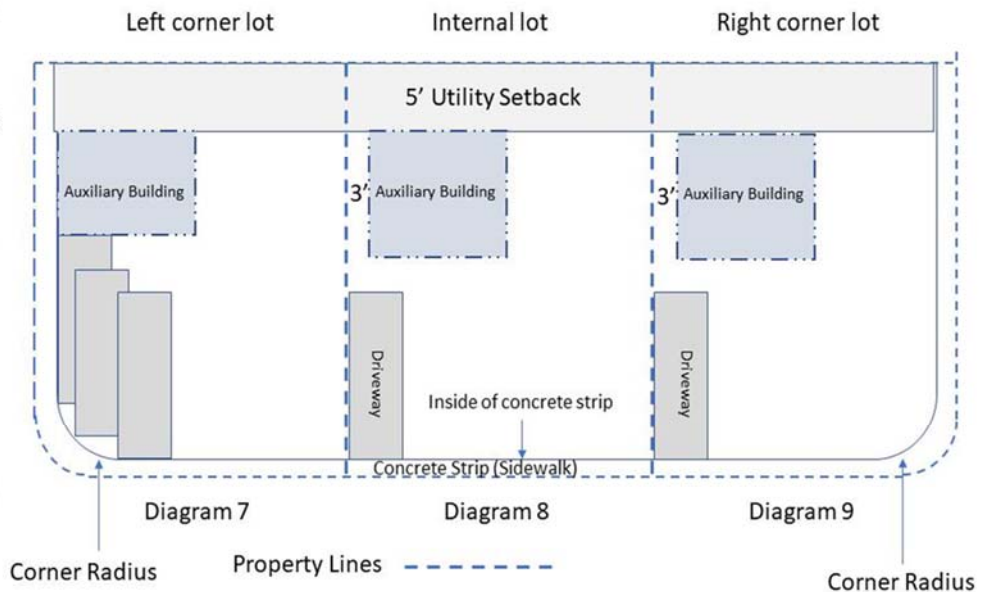 Left corner lot
Internal lot
Right corner lot
5’ Utility Setback
Auxiliary Building
3’ Auxiliary Building
3’ Auxiliary Building
Driveway
Driveway
Inside of concrete strip
Concrete Strip (Sidewalk)
Diagram 7
Diagram 8
Diagram 9
Corner Radius
Property Lines
Corner Radius